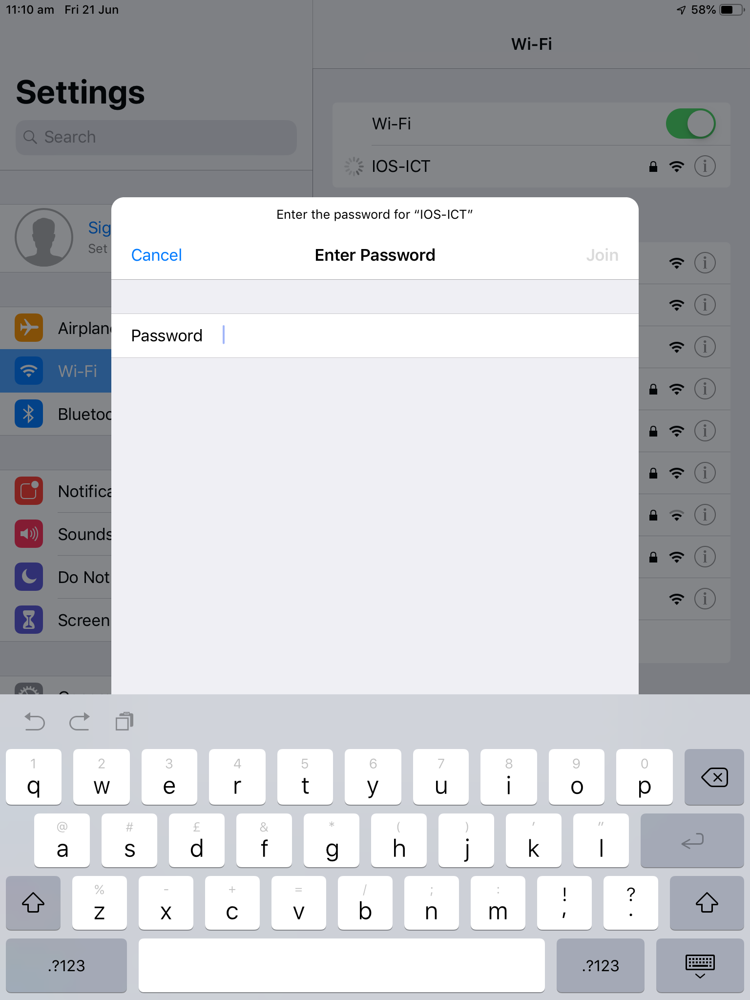 11:10 am Fri 21 Jun
58%
Settings
Search
Wi-Fi
Wi-Fi
IOS-ICT
Sig
Set
Airplan
Wi-Fi
Bluetoo
Notifica
Sounds
Do Not
Screen
Enter the password for “IOS-ICT”
Cancel Enter Password Join
Password
1 2 3 4 5 6 7 8 9 0
q w e r t y u i o p
@ # £ & * ( ) ' "
a s d f g h j k l
% - + = / ; : ! ?
z x c v b n m , .
.?123 .?123